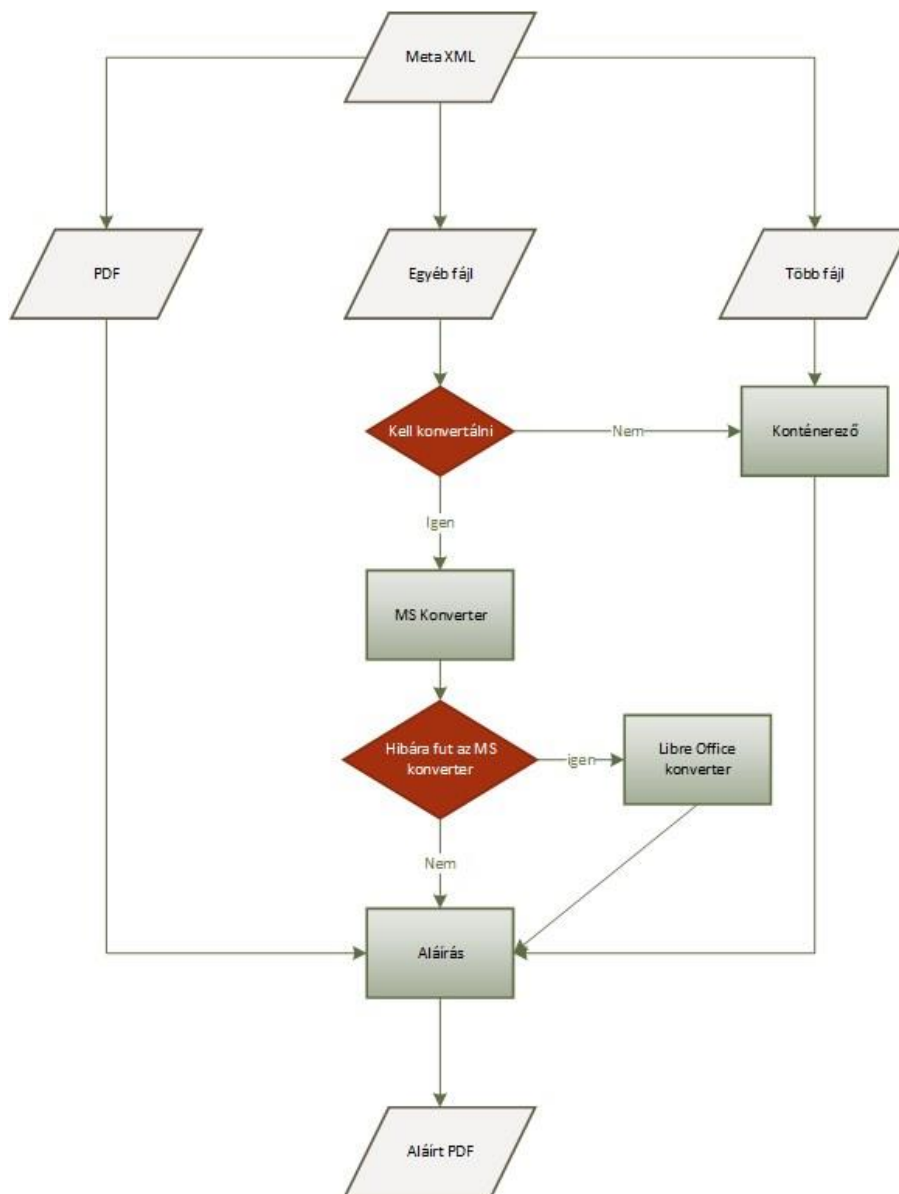 Meta XML
PDF
Egyéb fájl
Több fájl
Kell konvertálni
Nem
Konténerező
Igen
MS Konverter
Hibára fut az MS
konverter
igen
Libre Office
konverter
Nem
Aláírás
Aláírt PDF